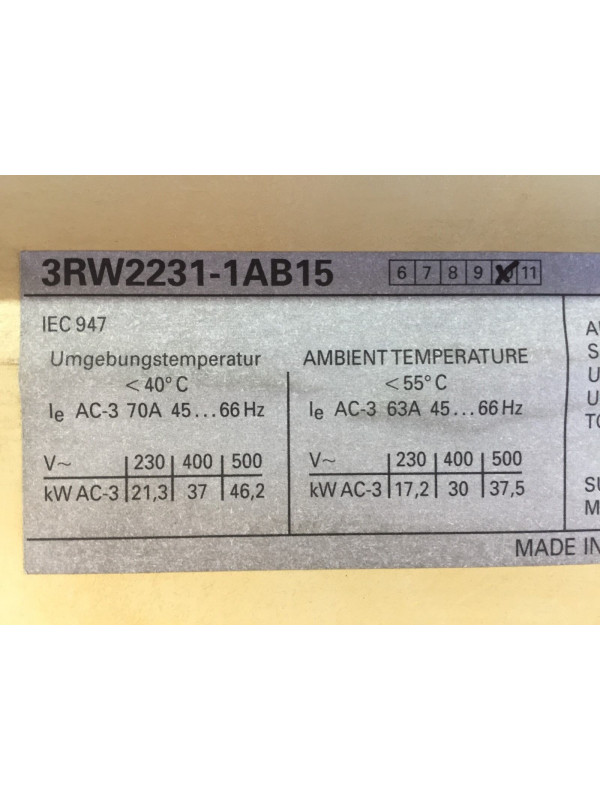 3RW2231-1AB15 6 7 8 9 10 11
IEC 947
Umgebungstemperatur
< 40° C
Ie AC-3 70A 45...66 Hz
V~ 230 400 500
kW AC-3 21,3 37 46,2
AMBIENT TEMPERATURE
< 55° C
Ie AC-3 63A 45...66 Hz
V~ 230 400 500
kW AC-3 17,2 30 37,5
MADE IN